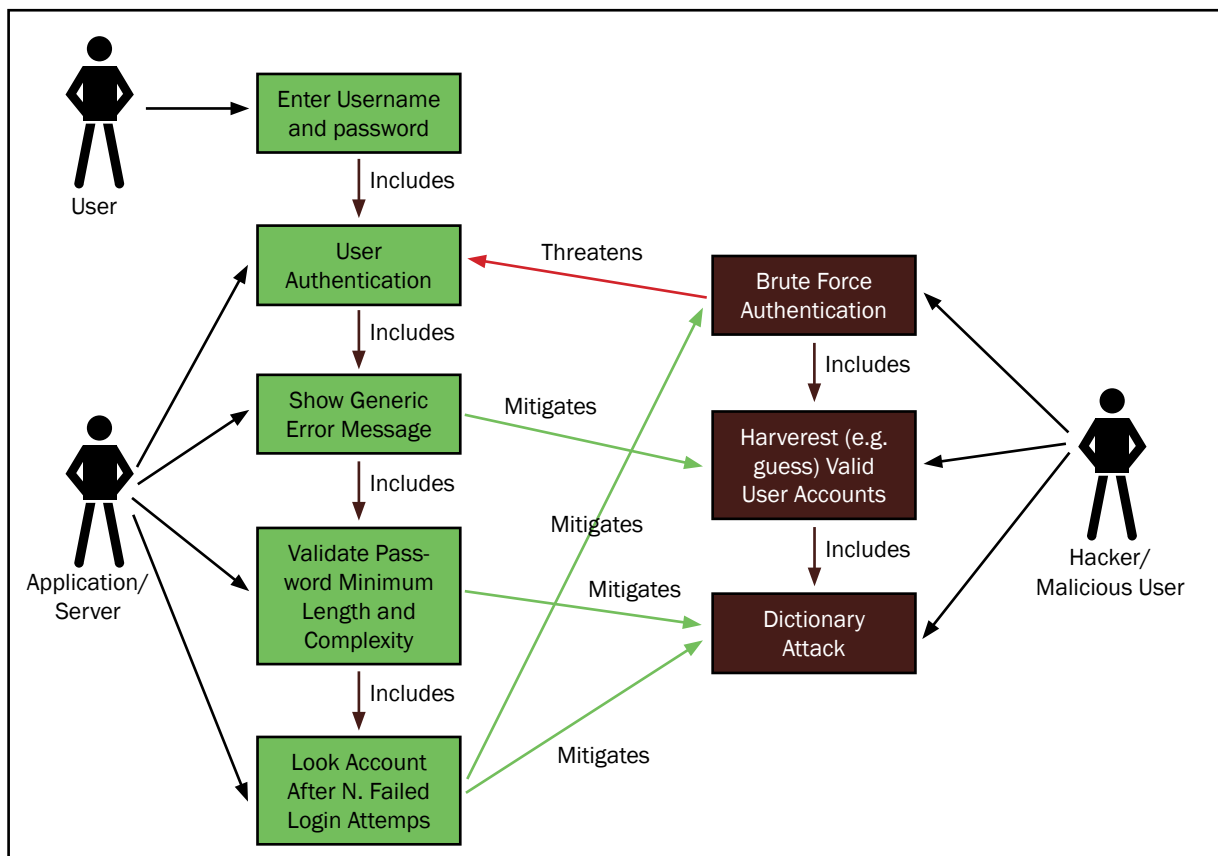 Enter Username
and password
User
Includes
User
Authentication
Threatens
Brute Force
Authentication
Includes
Includes
Show Generic
Error Message
Mitigates
Harverest (e.g.
guess) Valid
User Accounts
Includes
Mitigates
Includes
Application/
Server
Validate Pass-
word Minimum
Length and
Complexity
Mitigates
Dictionary
Attack
Hacker/
Malicious User
Includes
Look Account
After N. Failed
Login Attemps
Mitigates